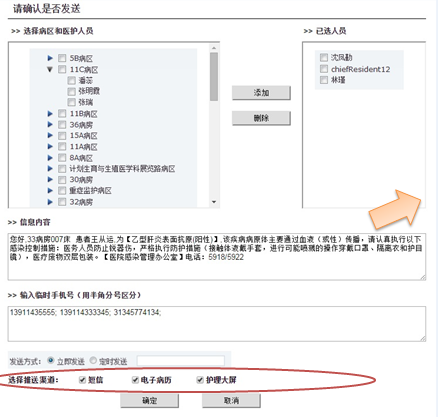 请确认是否发送
>> 选择病区和医护人员
>> 已选人员
5B病区
11C病区
潘芸
张明霞
张瑞
11B病区
36病房
15A病区
11A病区
8A病区
计划生育与生殖医学科展览路病区
30病房
重症监护病区
32病房
添加
删除
沈凤勤
chiefResident12
林瑾
>> 信息内容
您好,33病房007床 患者王从运,为【乙型肝炎表面抗原(阳性)】,该疾病病原体主要通过血液（或性）传播，请认真执行以下
感染控制措施：医务人员防止锐器伤，严格执行防护措施（接触体液戴手套，进行可能喷溅的操作穿戴口罩、隔离衣和护目
镜），医疗废物双层包装。【医院感染管理办公室】电话：5918/5922
>> 输入临时手机号（用半角分号区分）
13911435555; 139114333345; 31345774134;
发送方式： 立即发送 定时发送
选择推送渠道： 短信 电子病历 护理大屏
确定 取消